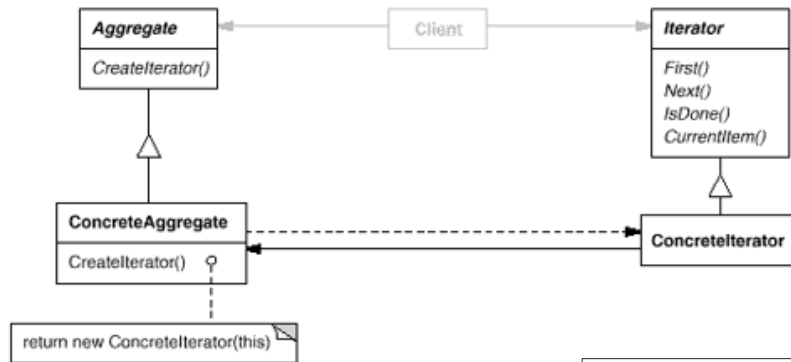 Aggregate
CreateIterator()
Client
Iterator
First()
Next()
IsDone()
CurrentItem()
ConcreteAggregate
CreateIterator()
ConcreteIterator
return new ConcreteIterator(this)